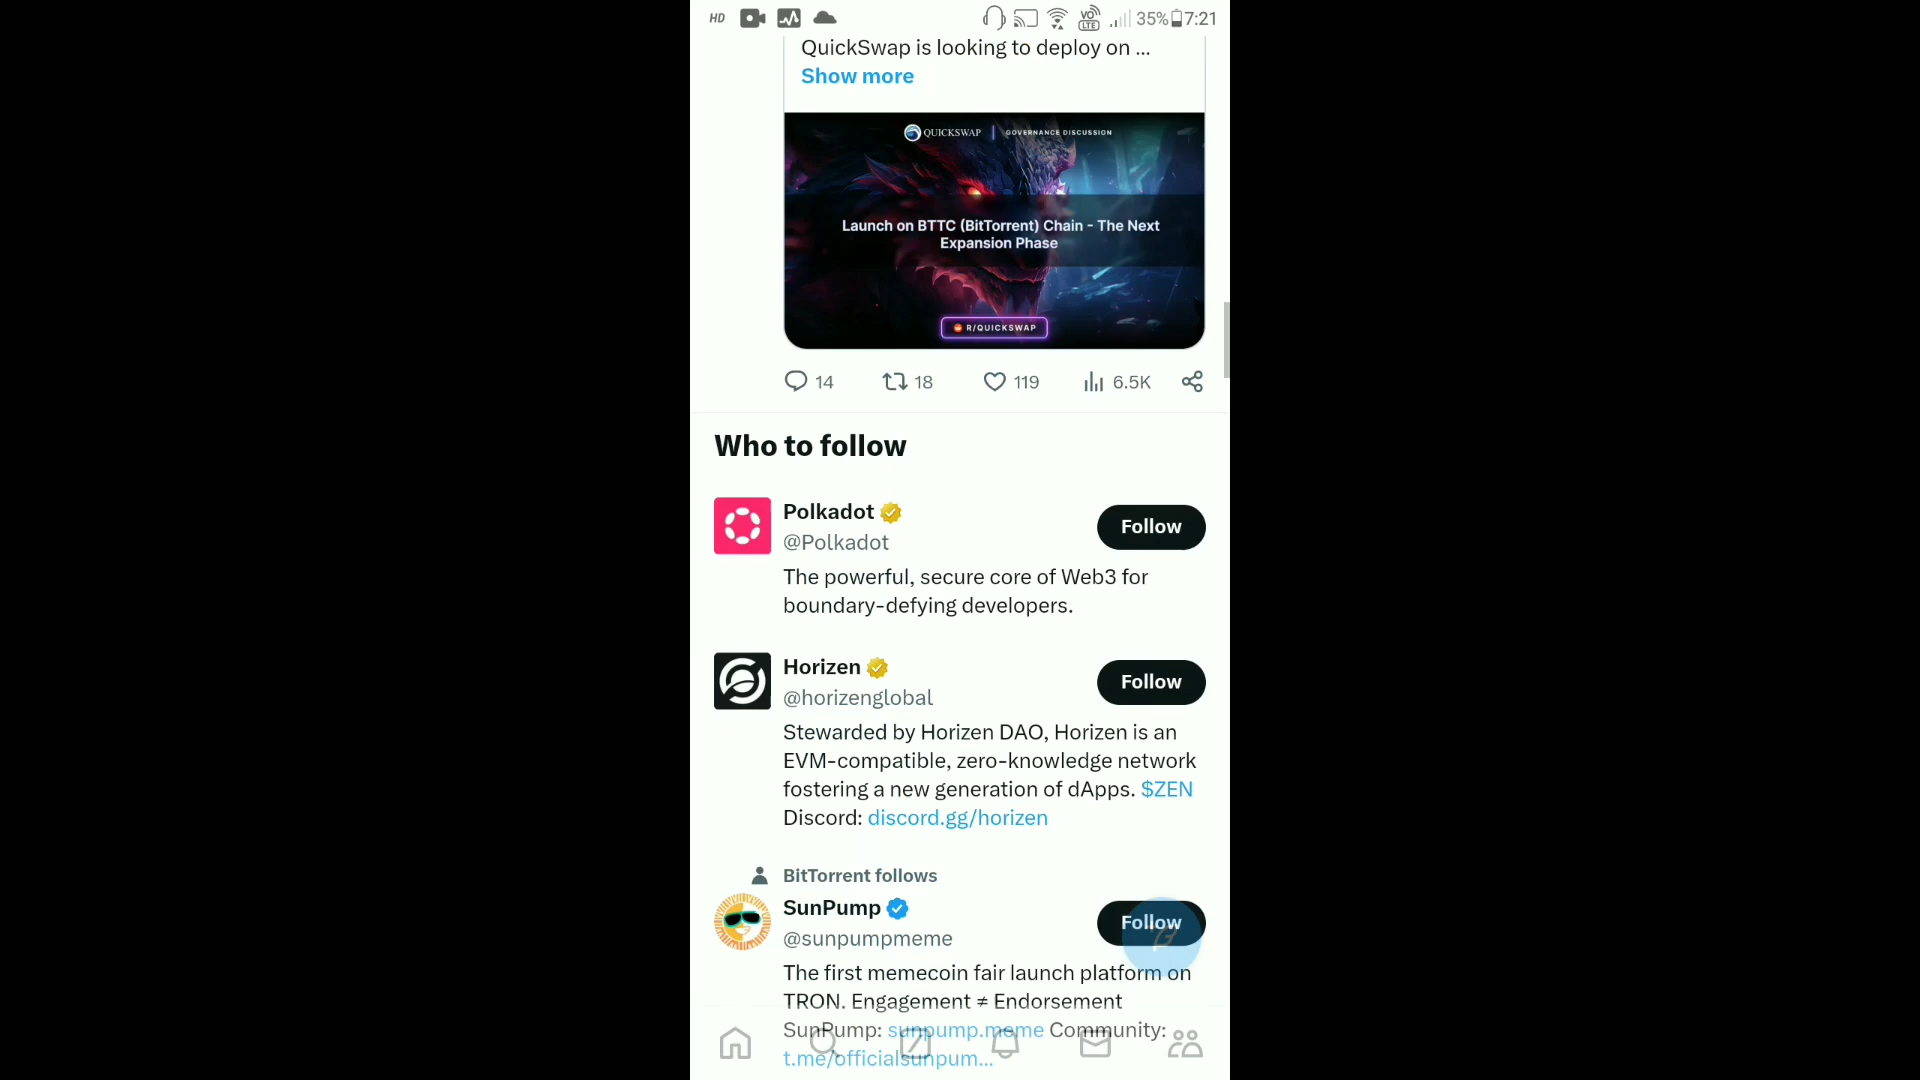 HD
VO
LTE
35%
7:21
QuickSwap is looking to deploy on ...
Show more
QUICKSWAP | GOVERNANCE DISCUSSION
Launch on BTTC (BitTorrent) Chain - The Next
Expansion Phase
R/QUICKSWAP
14
18
119
6.5K
Who to follow
Polkadot
@Polkadot
Follow
The powerful, secure core of Web3 for
boundary-defying developers.
Horizen
@horizenglobal
Follow
Stewarded by Horizen DAO, Horizen is an
EVM-compatible, zero-knowledge network
fostering a new generation of dApps. $ZEN
Discord: discord.gg/horizen
BitTorrent follows
SunPump
@sunpumpmeme
Follow
The first memecoin fair launch platform on
TRON. Engagement ≠ Endorsement
SunPump: sunpump.meme Community:
t.me/officialsunpum...